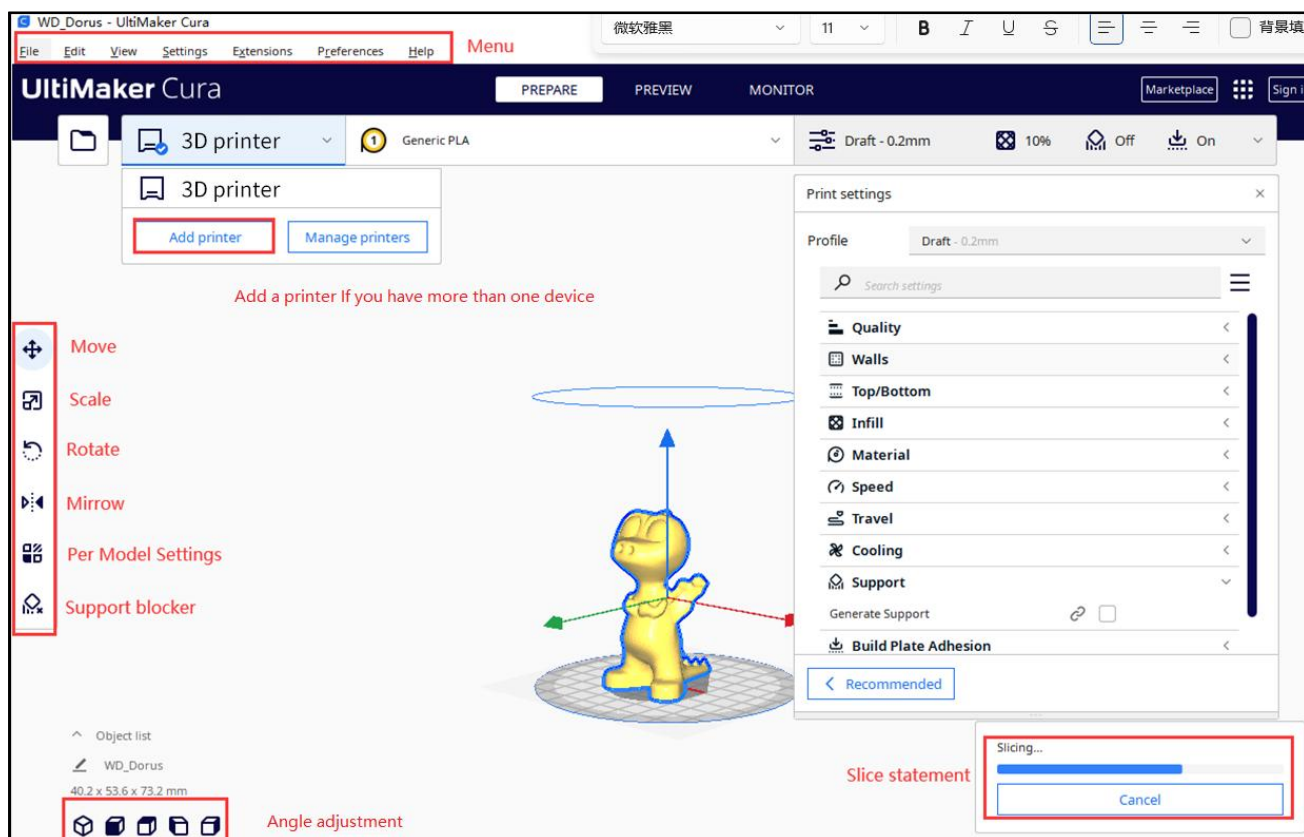 WD_Dorus - UltiMaker Cura
微软雅黑 11 B I U S 背景填
File Edit View Settings Extensions Preferences Help
Menu
UltiMaker Cura PREPARE PREVIEW MONITOR Marketplace Sign i
3D printer 1 Generic PLA Draft - 0.2mm 10% Off On
3D printer
Add printer Manage printers
Add a printer If you have more than one device
Print settings
Profile Draft - 0.2mm
Search settings
Quality
Walls
Top/Bottom
Infill
Material
Speed
Travel
Cooling
Support
Generate Support
Build Plate Adhesion
Recommended
Move
Scale
Rotate
Mirrow
Per Model Settings
Support blocker
Object list
WD_Dorus
40.2 x 53.6 x 73.2 mm
Angle adjustment
Slice statement
Slicing...
Cancel